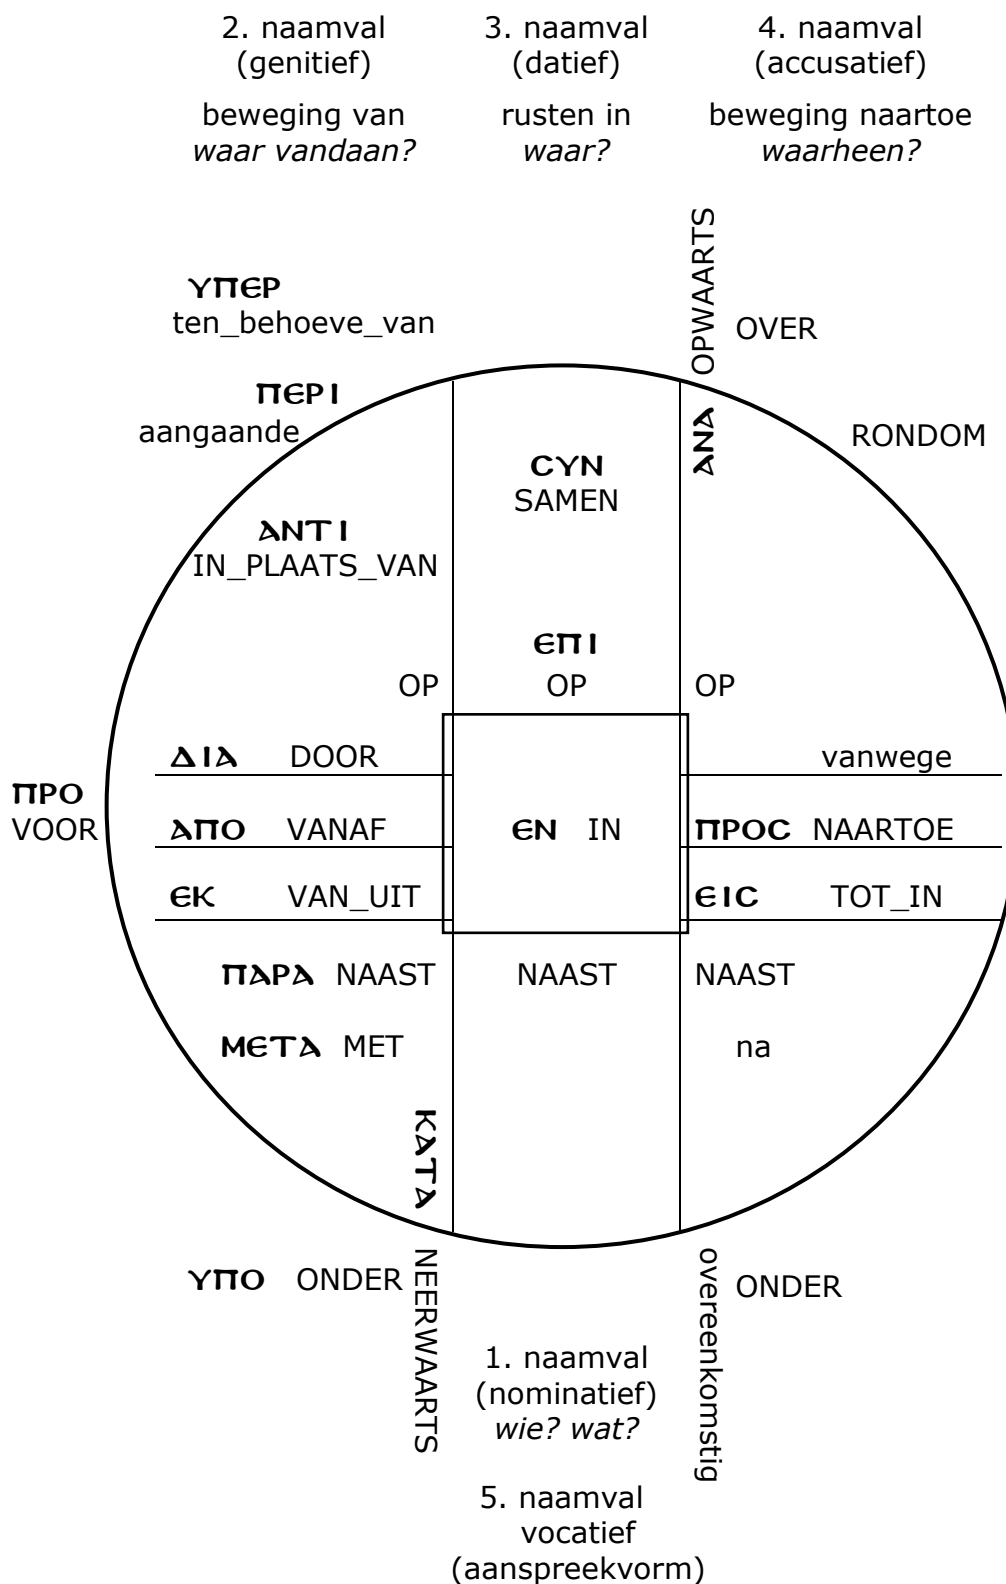 2. naamval 3. naamval 4. naamval
(genitief) (datief) (accusatief)
beweging van rusten in beweging naartoe
waar vandaan? waar? waarheen?
OPWAARTS
ΥΠΕΡ
ten_behoeve_van OVER
ΠΕΡΙ
aangaande ΑΝΑ RONDOM
CΥΝ
SAMEN
ΑΝΤΙ
IN_PLAATS_VAN
ΕΠΙ
OP OP OP
ΔΙΑ DOOR vanwege
ΠΡΟ
VOOR ΑΠΟ VANAF ΕΝ IN ΠΡΟC NAARTOE
ΕΚ VAN_UIT ΕΙC TOT_IN
ΠΑΡΑ NAAST NAAST NAAST
ΜΕΤΑ MET na
ΚΑΤΑ
ΥΠΟ ONDER NEERWAARTS overeenkomstig ONDER
1. naamval
(nominatief)
wie? wat?
5. naamval
vocatief
(aanspreekvorm)